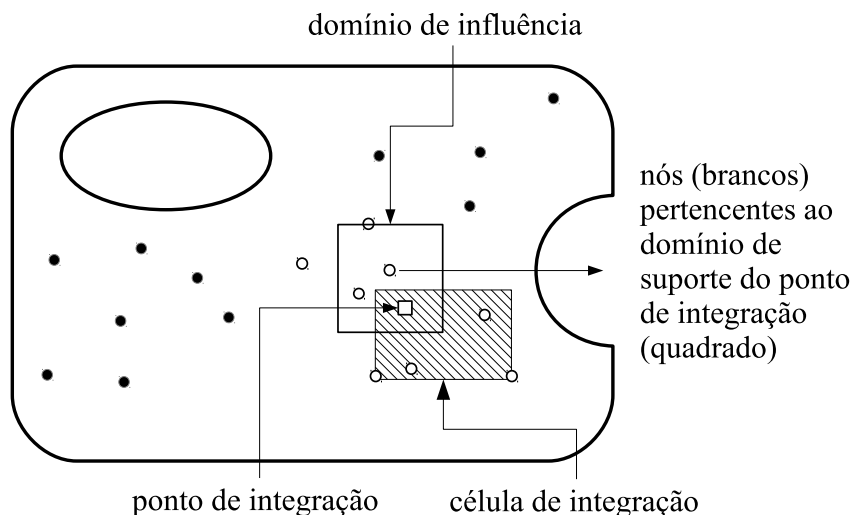 domínio de influência
nós (brancos)
pertencentes ao
domínio de
suporte do ponto
de integração
(quadrado)
ponto de integração
célula de integração